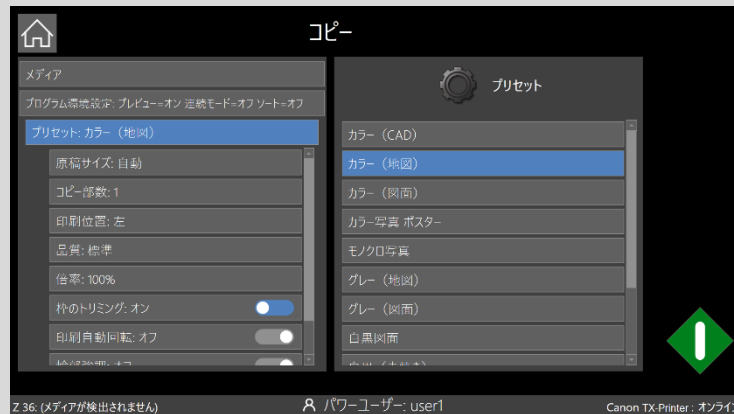 コピー
メディア
プログラム環境設定: プレビュー=オン 連続モード=オフ ソート=オフ
プリセット: カラー（地図）
原稿サイズ: 自動
コピー部数: 1
印刷位置: 左
品質: 標準
倍率: 100%
枠のトリミング: オン
印刷自動回転: オフ
プリセット
カラー（CAD）
カラー（地図）
カラー（図面）
カラー写真 ポスター
モノクロ写真
グレー（地図）
グレー（図面）
白黒図面
Z 36: (メディアが検出されません)
パワーユーザー: user1
Canon TX-Printer : オンライン